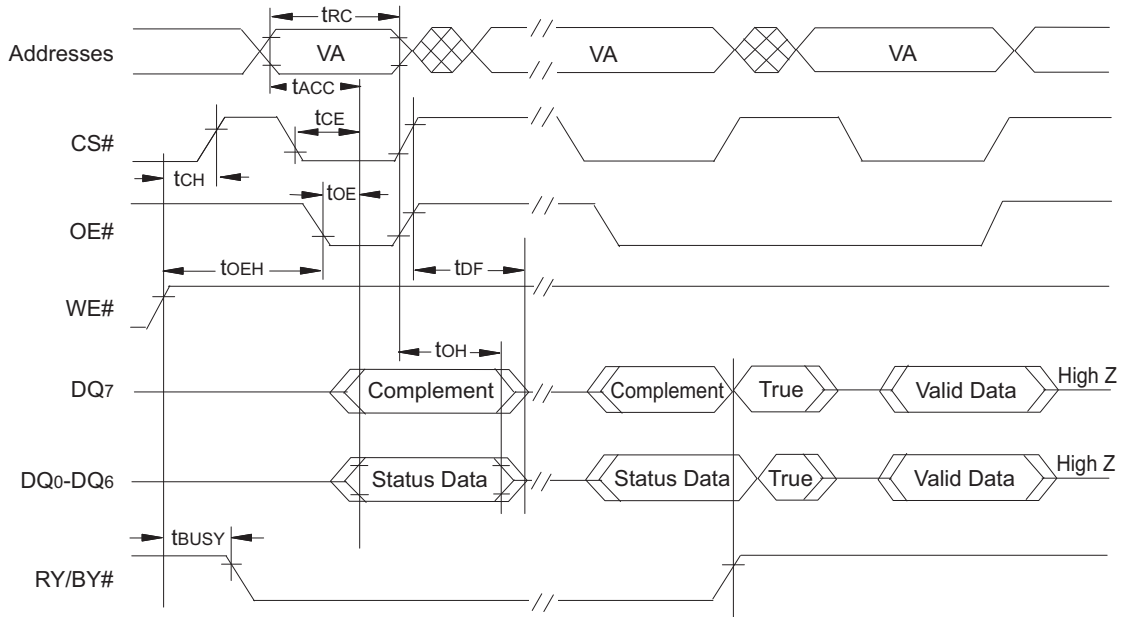 tRC
Addresses VA VA VA
tACC
tCE
CS#
tCH
tOE
OE#
tOEH tDF
WE#
tOH
DQ7 Complement Complement True Valid Data High Z
DQ0-DQ6 Status Data Status Data True Valid Data High Z
tBUSY
RY/BY#